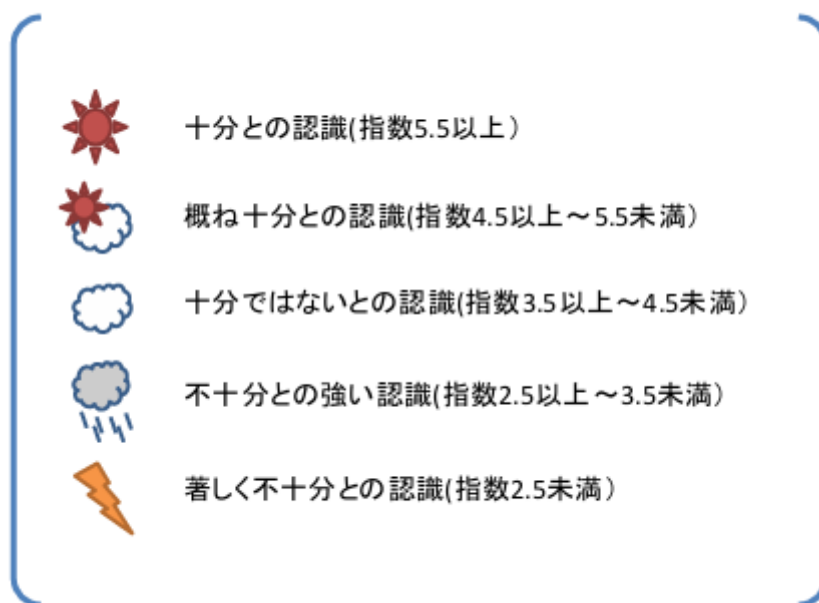 十分との認識(指数5.5以上)
概ね十分との認識(指数4.5以上～5.5未満)
十分ではないとの認識(指数3.5以上～4.5未満)
不十分との強い認識(指数2.5以上～3.5未満)
著しく不十分との認識(指数2.5未満)